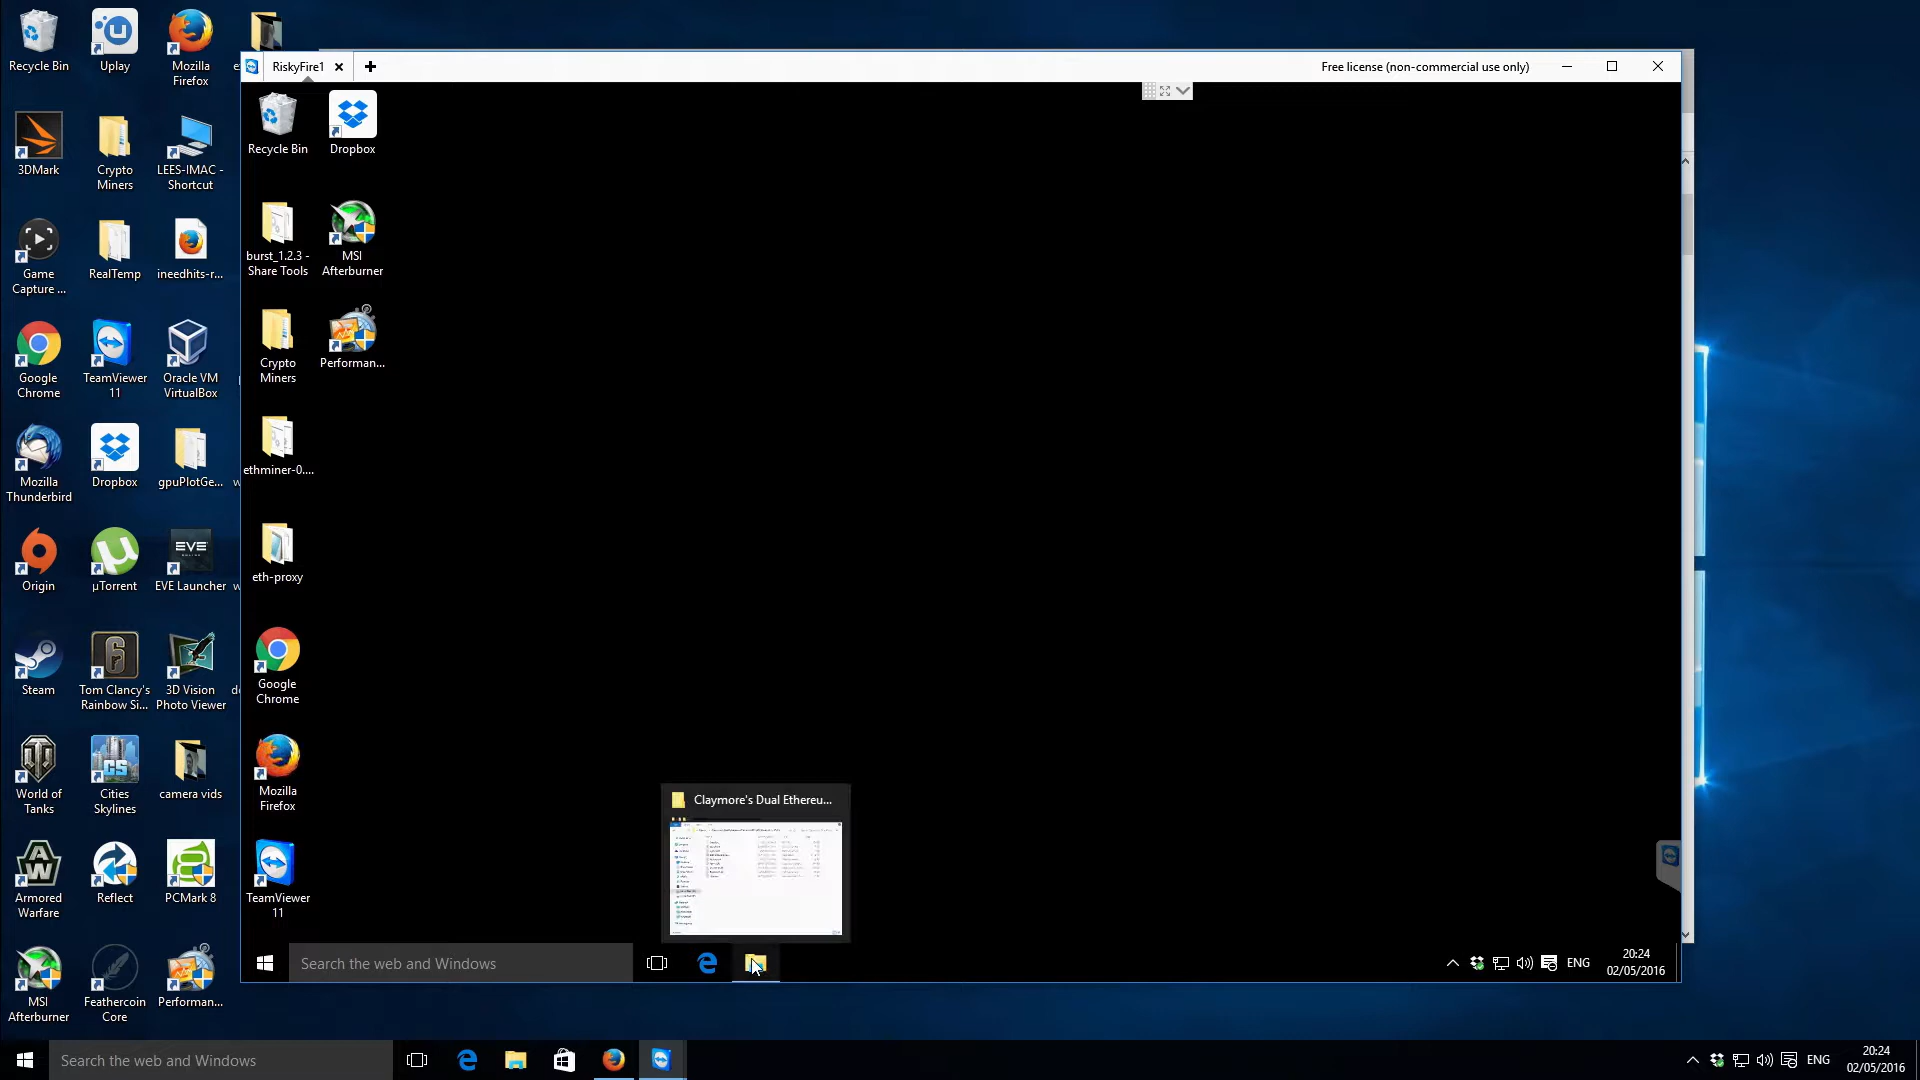 RiskyFire1
Free license (non-commercial use only)
Recycle Bin
Uplay
Mozilla
Firefox
3DMark
Crypto
Miners
LEES-IMAC -
Shortcut
Game
Capture ...
RealTemp
ineedhits-r...
Google
Chrome
TeamViewer
11
Oracle VM
VirtualBox
Mozilla
Thunderbird
Dropbox
gpuPlotGe...
Origin
µTorrent
EVE
EVE Launcher
Steam
Tom Clancy's
Rainbow Si...
3D Vision
Photo Viewer
World of
Tanks
CS
Cities
Skylines
camera vids
AW
Armored
Warfare
Reflect
PCMark 8
MSI
Afterburner
Feathercoin
Core
Performan...
Recycle Bin
Dropbox
burst_1.2.3 -
Share Tools
MSI
Afterburner
Crypto
Miners
Performan...
ethminer-0....
eth-proxy
Google
Chrome
Mozilla
Firefox
TeamViewer
11
Claymore's Dual Ethereu...
Search the web and Windows
ENG
20:24
02/05/2016
Search the web and Windows
ENG
20:24
02/05/2016